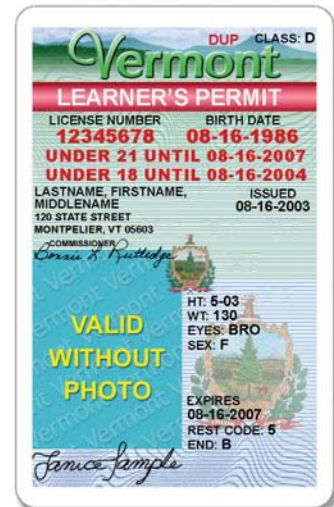 DUP CLASS: D
Vermont
LEARNER'S PERMIT
LICENSE NUMBER BIRTH DATE
12345678 08-16-1986
UNDER 21 UNTIL 08-16-2007
UNDER 18 UNTIL 08-16-2004
LASTNAME, FIRSTNAME,
MIDDLENAME
120 STATE STREET
MONTPELIER, VT 05603
ISSUED
08-16-2003
COMMISSIONER
Bonnie L. Rutledge
HT: 5-03
WT: 130
EYES: BRO
SEX: F
VALID
WITHOUT
PHOTO
EXPIRES
08-16-2007
REST CODE: 5
END: B
Janice Sample